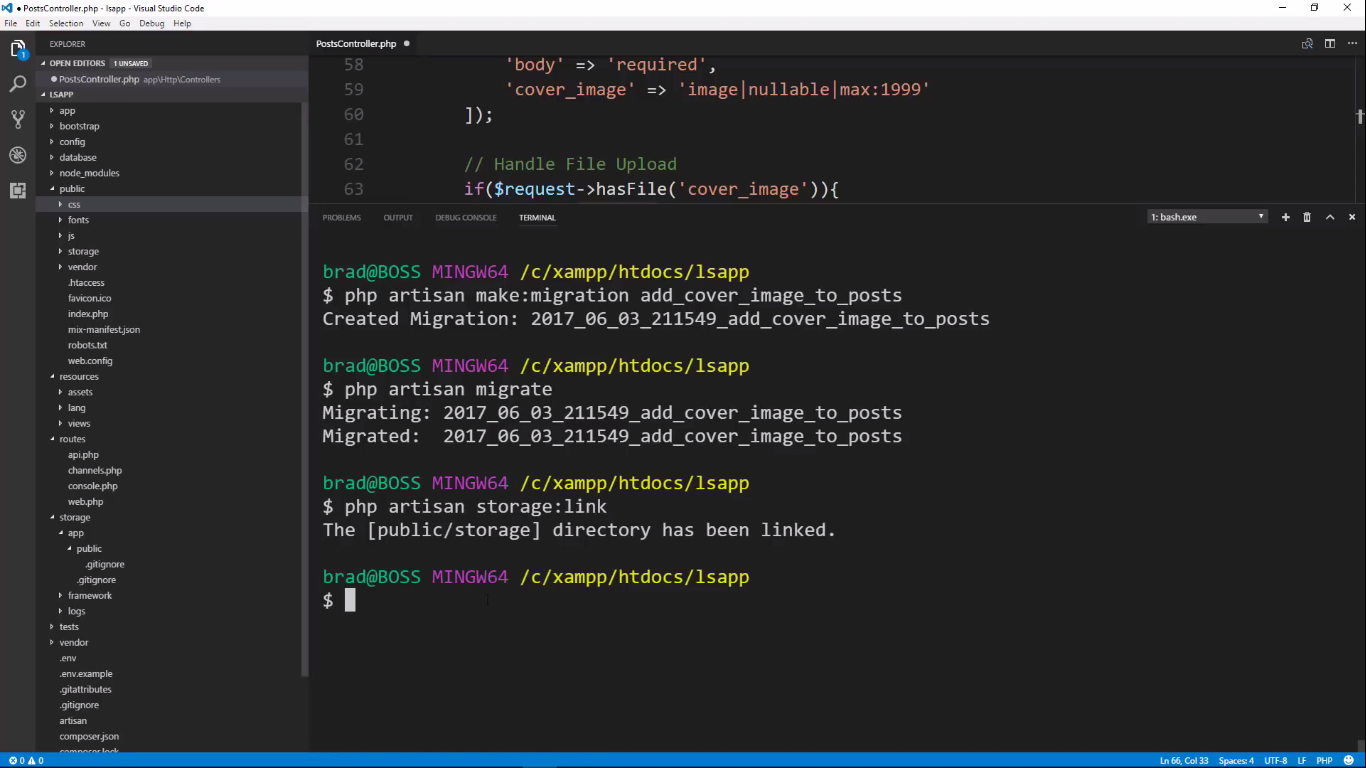 ● PostsController.php - lsapp - Visual Studio Code
File Edit Selection View Go Debug Help
EXPLORER
OPEN EDITORS 1 UNSAVED
● PostsController.php app\Http\Controllers
LSAPP
app
bootstrap
config
database
node_modules
public
css
fonts
js
storage
vendor
.htaccess
favicon.ico
index.php
mix-manifest.json
robots.txt
web.config
resources
assets
lang
views
routes
api.php
channels.php
console.php
web.php
storage
app
public
.gitignore
.gitignore
framework
logs
tests
vendor
.env
.env.example
.gitattributes
.gitignore
artisan
composer.json
composer.lock
1
PostsController.php ●
58 'body' => 'required',
59 'cover_image' => 'image|nullable|max:1999'
60 ]);
61
62 // Handle File Upload
63 if($request->hasFile('cover_image')){
PROBLEMS OUTPUT DEBUG CONSOLE TERMINAL 1: bash.exe
brad@BOSS MINGW64 /c/xampp/htdocs/lsapp
$ php artisan make:migration add_cover_image_to_posts
Created Migration: 2017_06_03_211549_add_cover_image_to_posts
brad@BOSS MINGW64 /c/xampp/htdocs/lsapp
$ php artisan migrate
Migrating: 2017_06_03_211549_add_cover_image_to_posts
Migrated:  2017_06_03_211549_add_cover_image_to_posts
brad@BOSS MINGW64 /c/xampp/htdocs/lsapp
$ php artisan storage:link
The [public/storage] directory has been linked.
brad@BOSS MINGW64 /c/xampp/htdocs/lsapp
$
0 0 Ln 66, Col 33 Spaces: 4 UTF-8 LF PHP